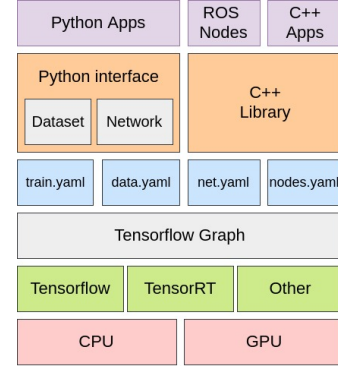 Python Apps
ROS
Nodes
C++
Apps
Python interface
Dataset
Network
C++
Library
train.yaml
data.yaml
net.yaml
nodes.yaml
Tensorflow Graph
Tensorflow
TensorRT
Other
CPU
GPU